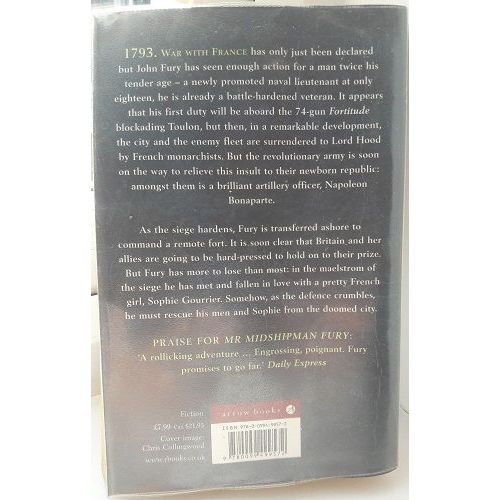 1793. WAR WITH FRANCE has only just been declared
but John Fury has seen enough action for a man twice his
tender age – a newly promoted naval lieutenant at only
eighteen, he is already a battle-hardened veteran. It appears
that his first duty will be aboard the 74-gun Fortitude
blockading Toulon, but then, in a remarkable development,
the city and the enemy fleet are surrendered to Lord Hood
by French monarchists. But the revolutionary army is soon
on the way to relieve this insult to their newborn republic:
amongst them is a brilliant artillery officer, Napoleon
Bonaparte.
As the siege hardens, Fury is transferred ashore to
command a remote fort. It is soon clear that Britain and her
allies are going to be hard-pressed to hold on to their prize.
But Fury has more to lose than most: in the maelstrom of
the siege he has met and fallen in love with a pretty French
girl, Sophie Gourrier. Somehow, as the defence crumbles,
he must rescue his men and Sophie from the doomed city.
PRAISE FOR MR MIDSHIPMAN FURY:
'A rollicking adventure ... Engrossing, poignant. Fury
promises to go far.' Daily Express
Fiction
£7.99 Can $21.95
Cover image:
Chris Collingwood
www.rbooks.co.uk
arrow books